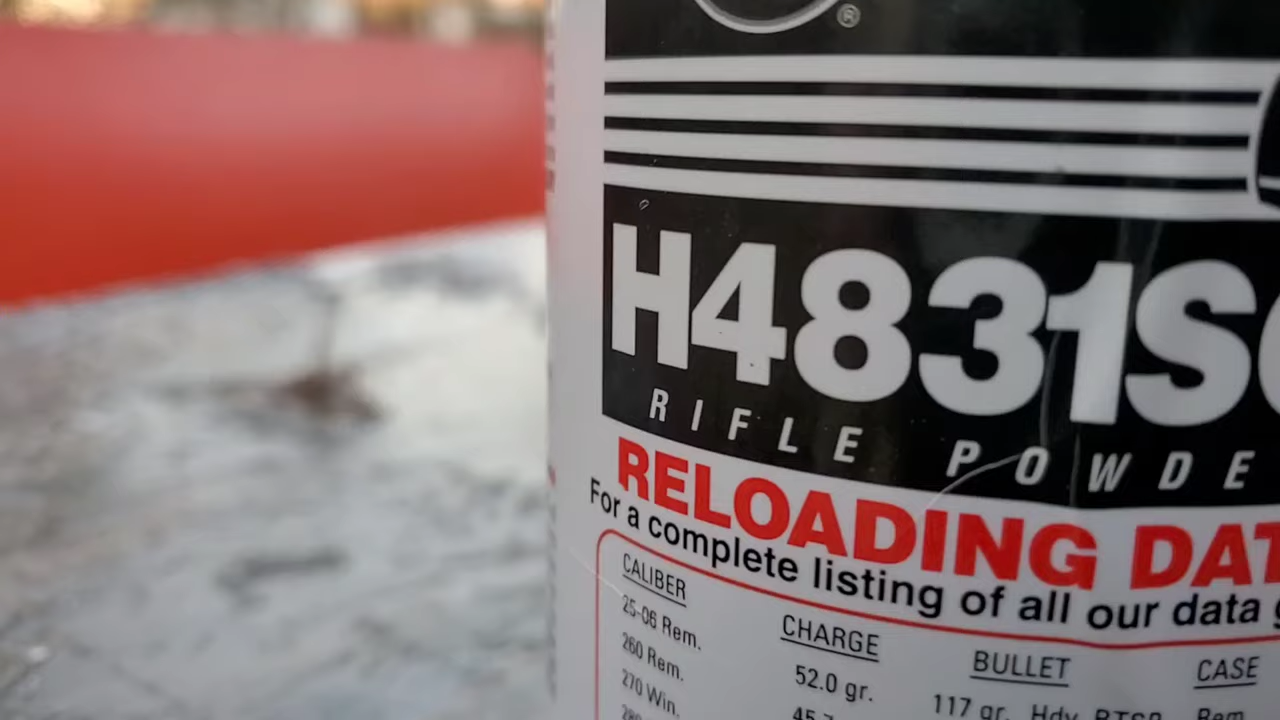 ®
H4831S
RIFLE POWDE
RELOADING DAT
For a complete listing of all our data
CALIBER CHARGE BULLET CASE
25-06 Rem. 52.0 gr. 117 gr. Hdy. BTSP Rem.
260 Rem. 45.7
270 Win.
280